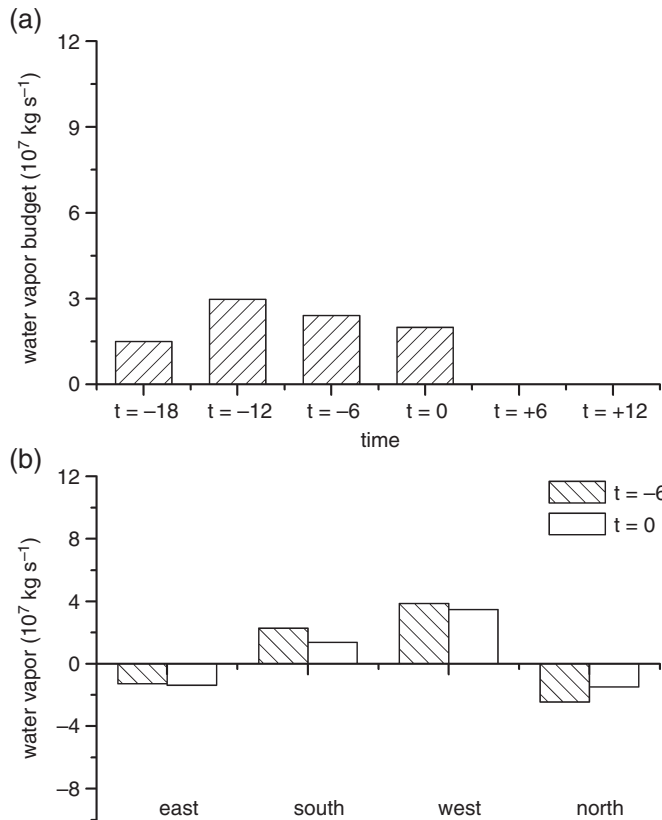 (a)
water vapor budget (10⁷ kg s⁻¹)
12
9
6
3
0
t = –18 t = –12 t = –6 t = 0 t = +6 t = +12
time
(b)
water vapor (10⁷ kg s⁻¹)
12
8
4
0
–4
–8
t = –6
t = 0
east south west north